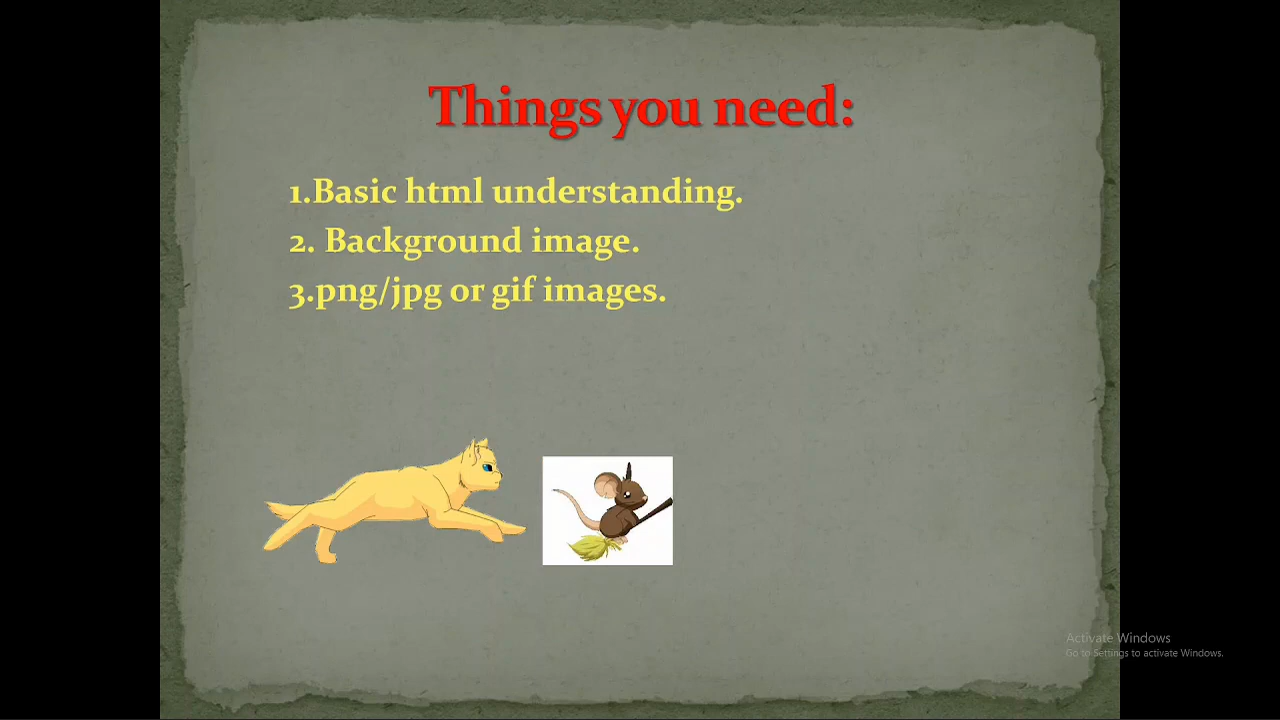 Things you need:
1.Basic html understanding.
2. Background image.
3.png/jpg or gif images.
Activate Windows
Go to Settings to activate Windows.